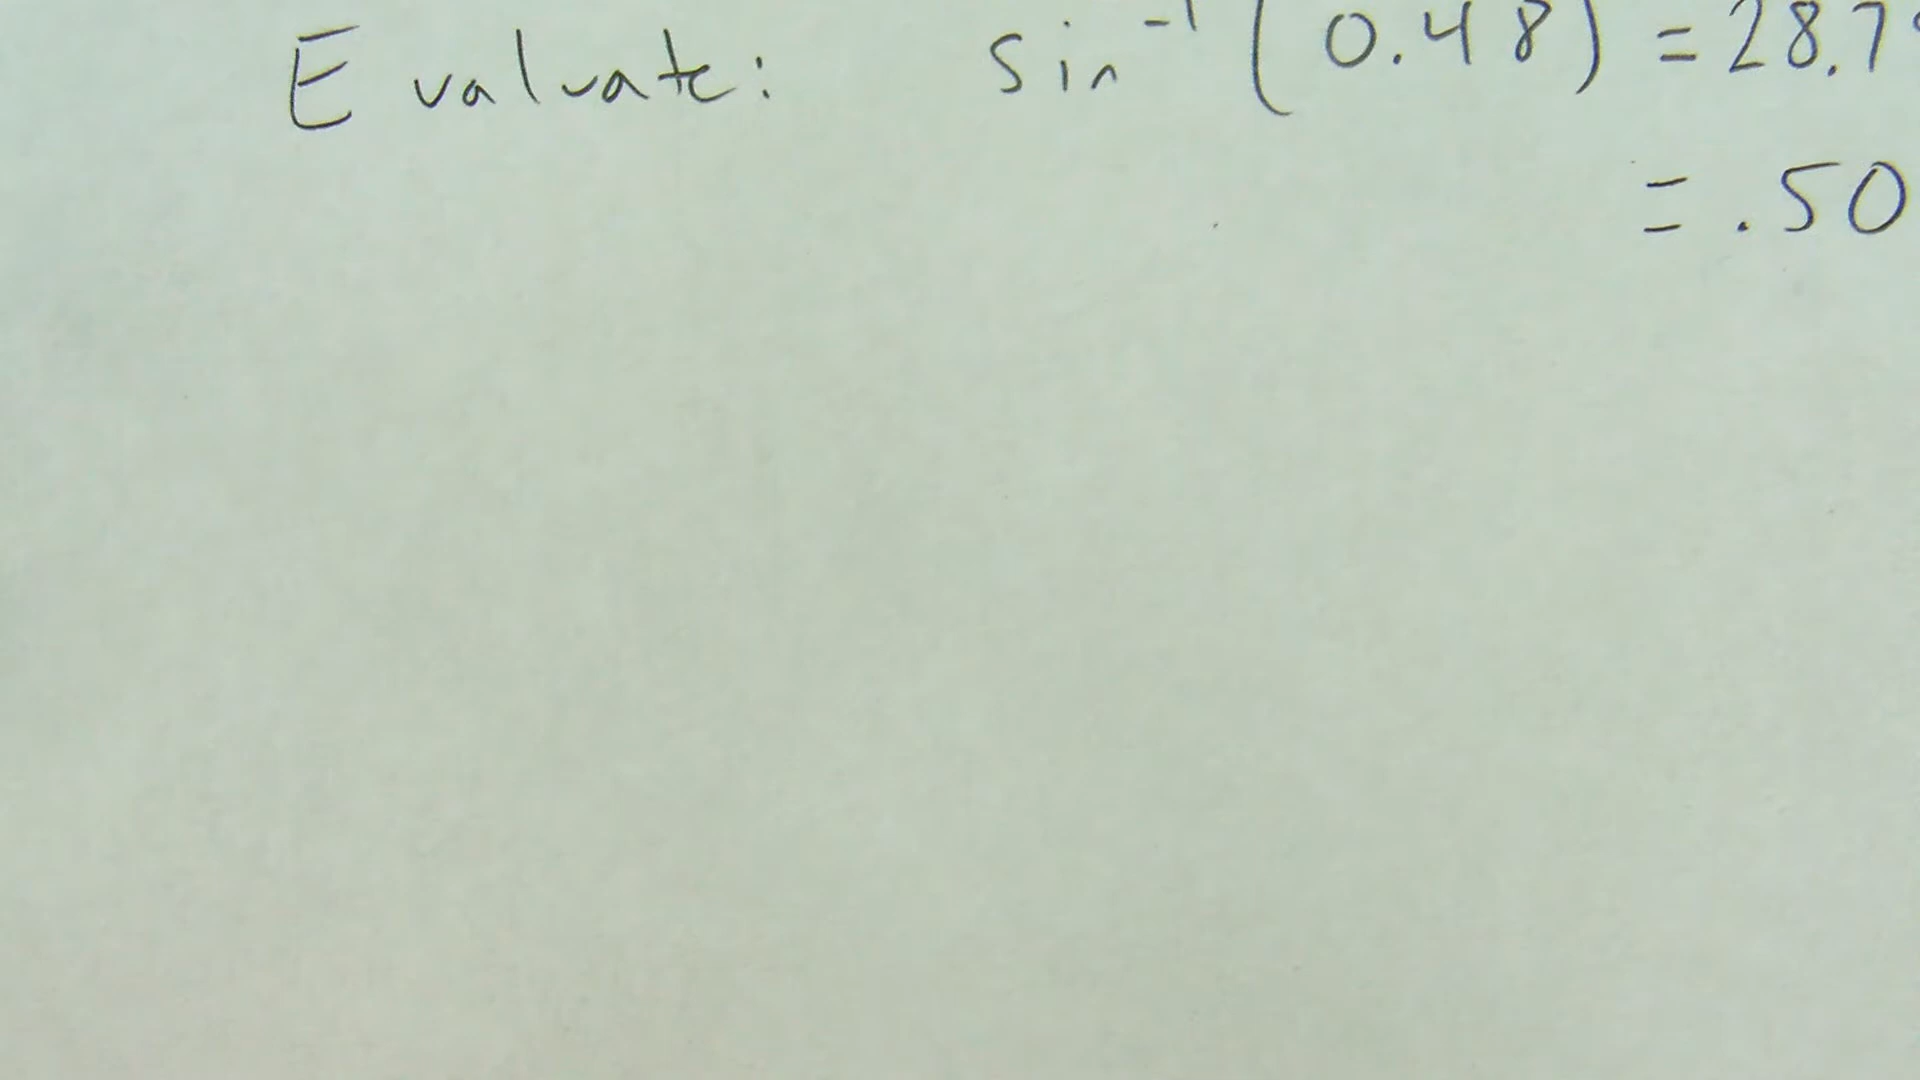 Evaluate: sin⁻¹(0.48) = 28.7
= .50